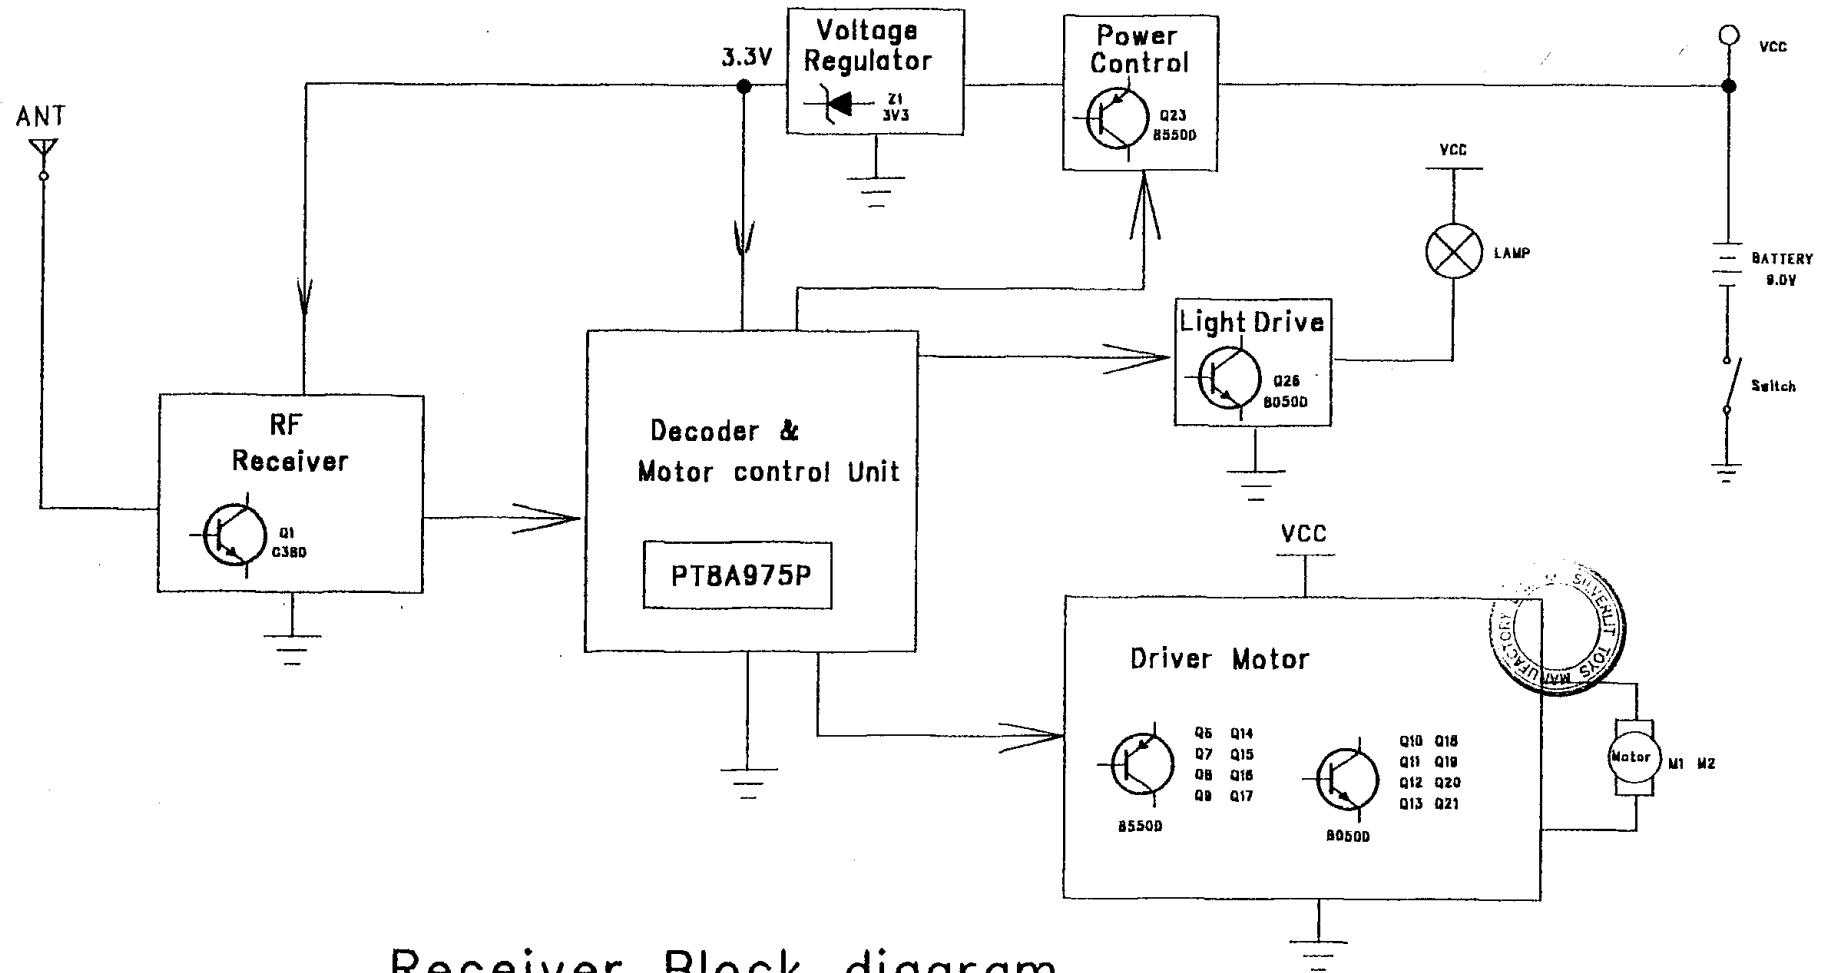 Voltage
Regulator
Z1
3V3
3.3V
Power
Control
Q23
8550D
VCC
ANT
VCC
LAMP
BATTERY
9.0V
Switch
Light Drive
Q26
8050D
RF
Receiver
Q1
C380
Decoder &
Motor control Unit
PT8A975P
VCC
SILVERLIT TOYS MANUFACTORY
Driver Motor
Q6 Q14
Q7 Q15
Q8 Q16
Q9 Q17
8550D
Q10 Q18
Q11 Q19
Q12 Q20
Q13 Q21
8050D
Motor
M1 M2
Receiver Block diagram